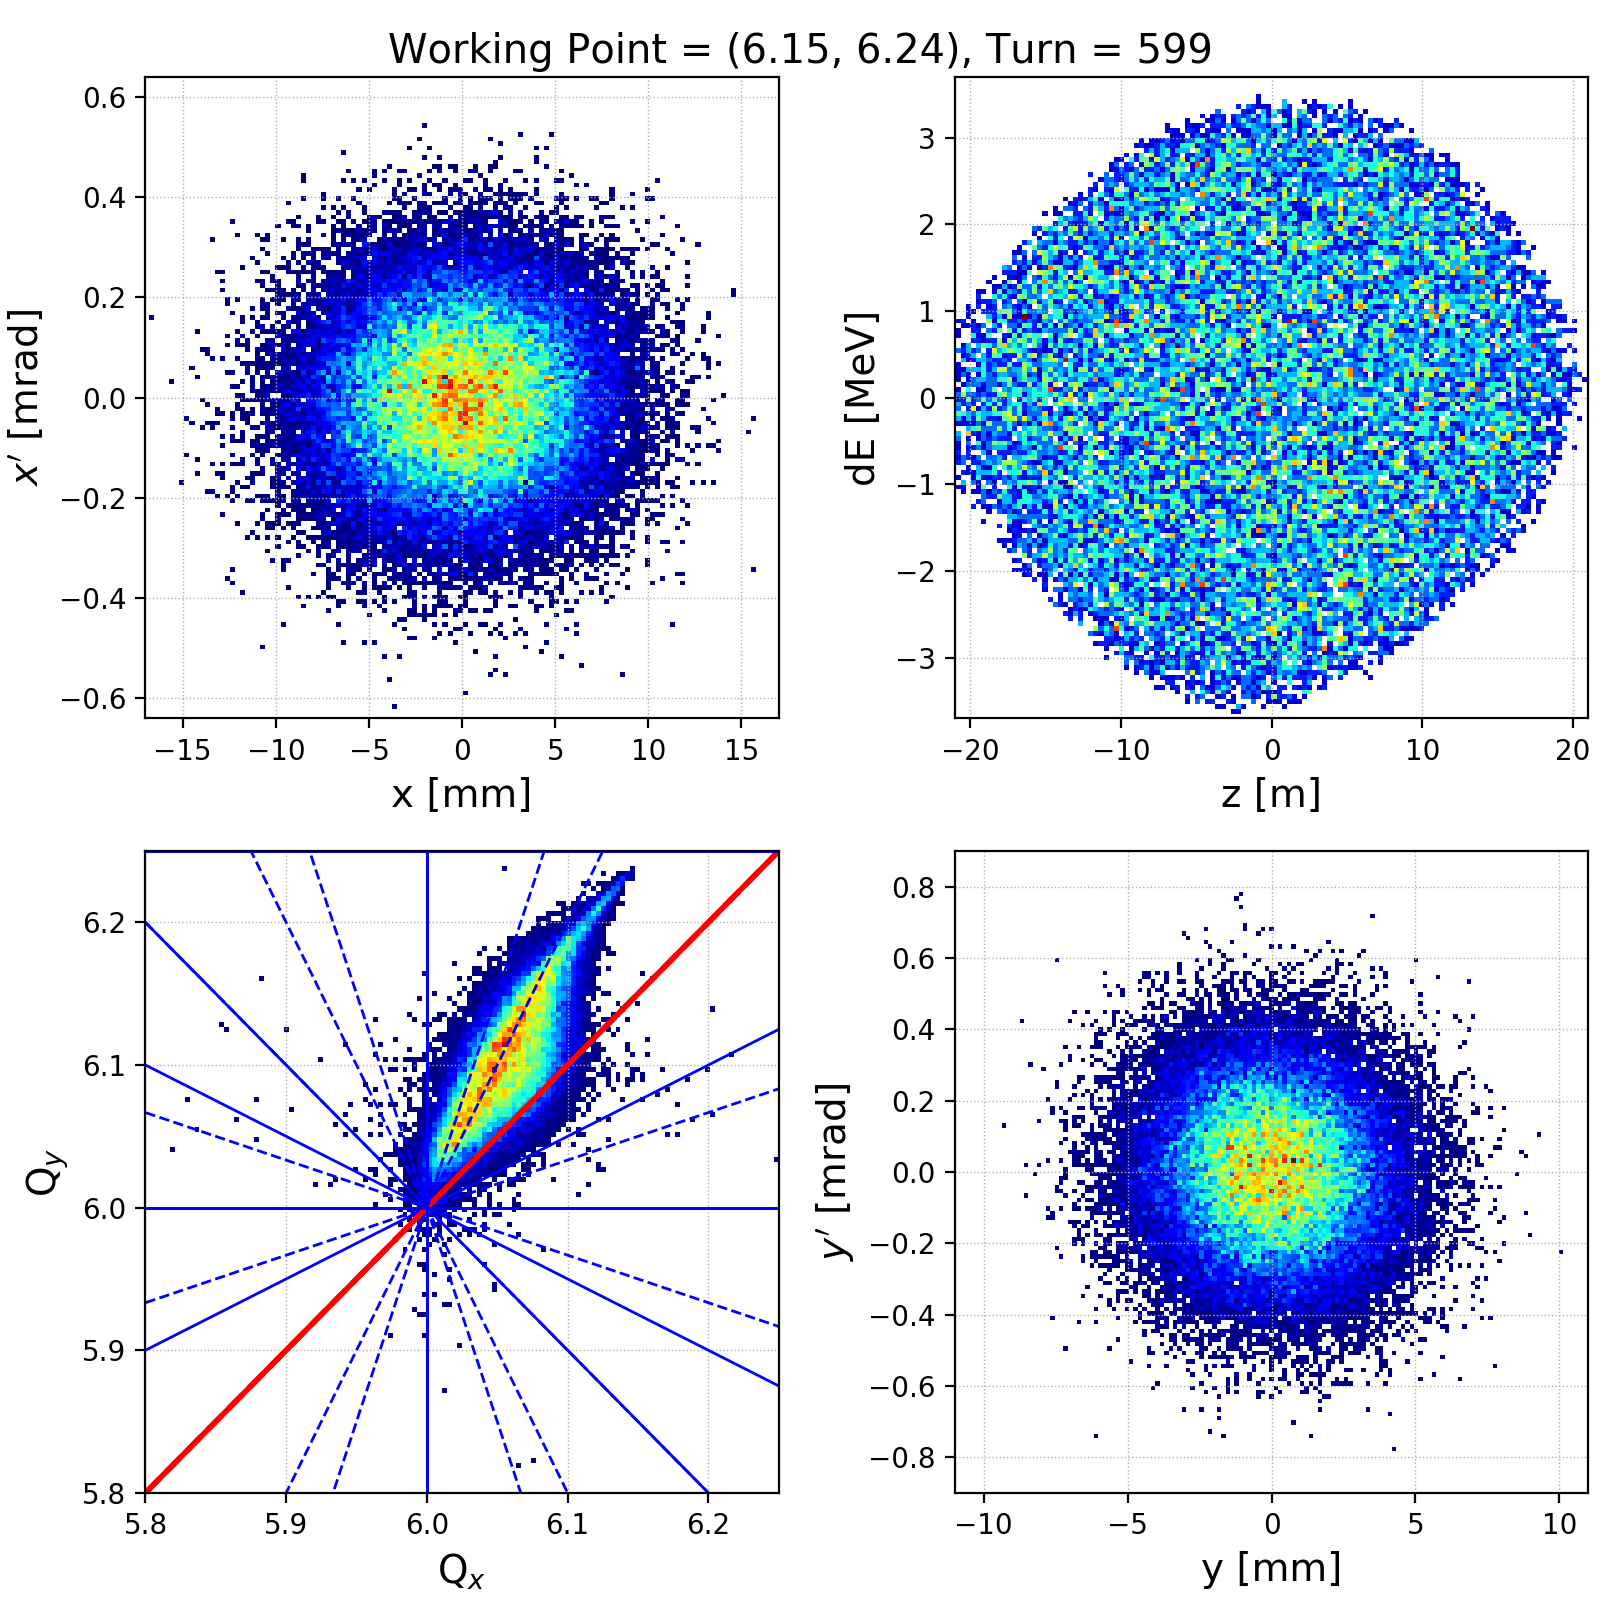 Working Point = (6.15, 6.24), Turn = 599
0.6
0.4
0.2
0.0
−0.2
−0.4
−0.6
x′ [mrad]
−15 −10 −5 0 5 10 15
x [mm]
3
2
1
0
−1
−2
−3
dE [MeV]
−20 −10 0 10 20
z [m]
6.2
6.1
6.0
5.9
5.8
Qy
5.8 5.9 6.0 6.1 6.2
Qx
0.8
0.6
0.4
0.2
0.0
−0.2
−0.4
−0.6
−0.8
y′ [mrad]
−10 −5 0 5 10
y [mm]